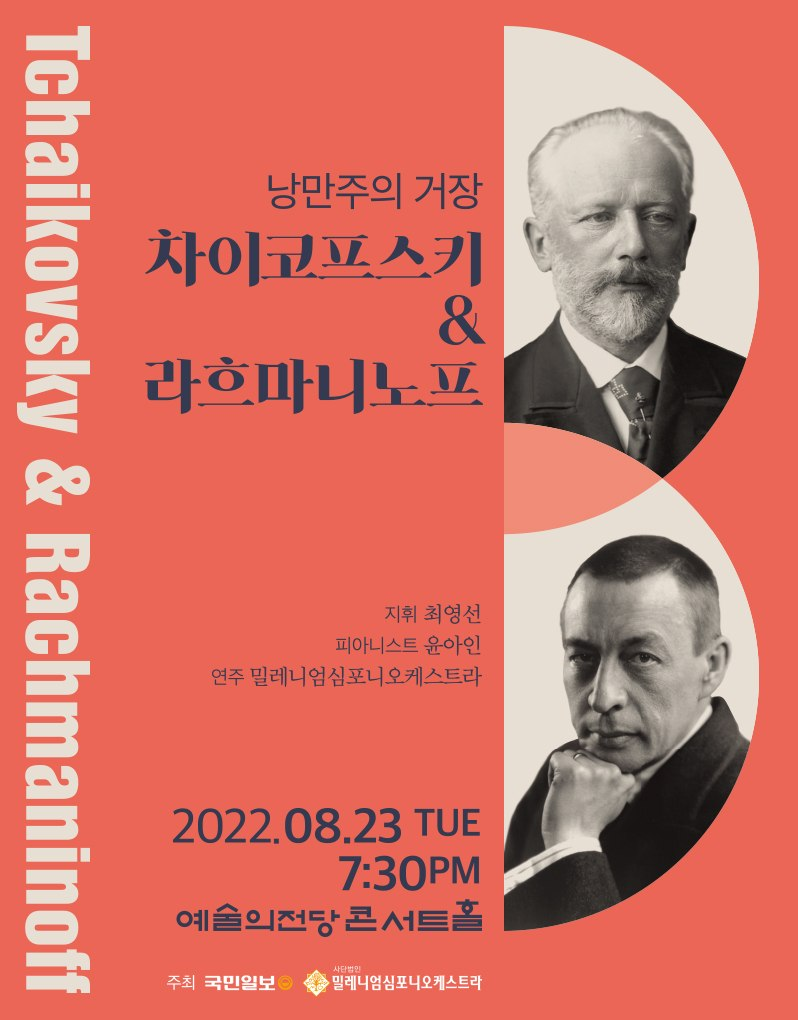 Tchaikovsky & Rachmaninoff
낭만주의 거장
차이코프스키
&
라흐마니노프
지휘 최영선
피아니스트 윤아인
연주 밀레니엄심포니오케스트라
2022.08.23 TUE
7:30PM
예술의전당 콘서트홀
주최 국민일보 사단법인 밀레니엄심포니오케스트라